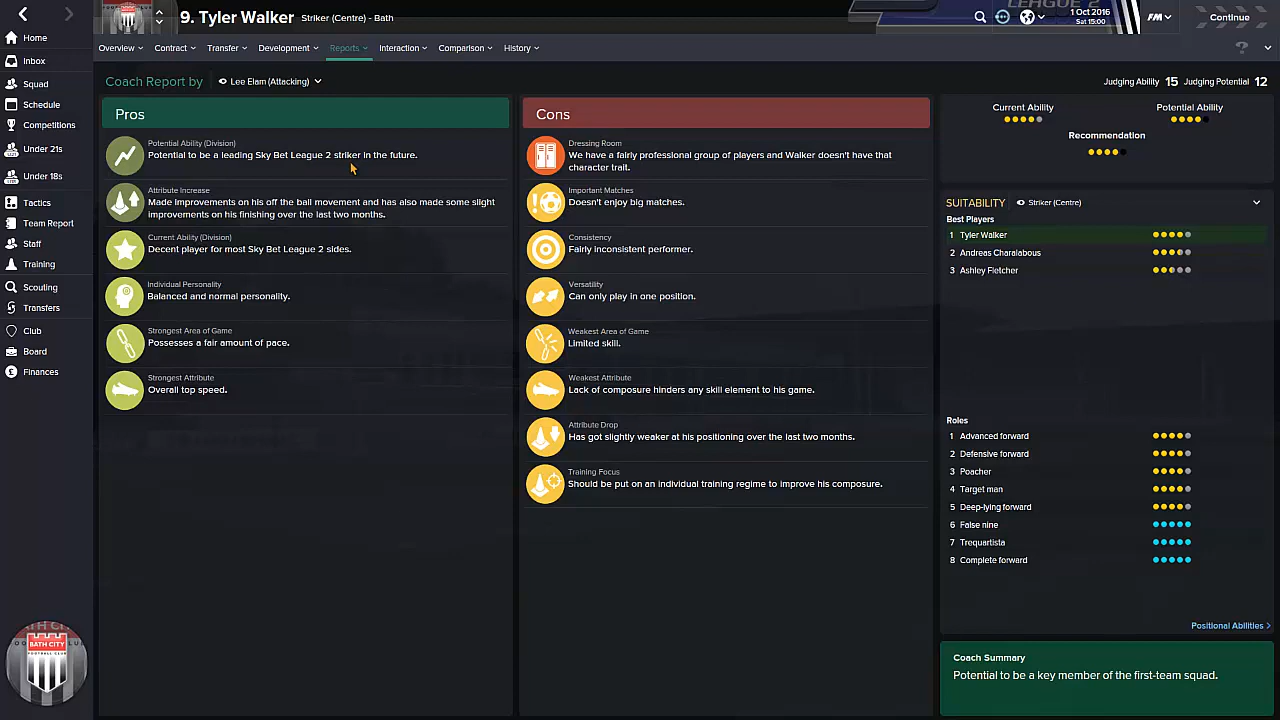 9. Tyler Walker Striker (Centre) - Bath
LEAGUE 2
1 Oct 2016
Sat 15:00
FM
Continue
Home
Inbox
Squad
Schedule
Competitions
Under 21s
Under 18s
Tactics
Team Report
Staff
Training
Scouting
Transfers
Club
Board
Finances
BATH CITY
FOOTBALL CLUB
Overview Contract Transfer Development Reports Interaction Comparison History ?
Coach Report by Lee Elam (Attacking)
Judging Ability 15 Judging Potential 12
Pros
Potential Ability (Division)
Potential to be a leading Sky Bet League 2 striker in the future.
Attribute Increase
Made improvements on his off the ball movement and has also made some slight
improvements on his finishing over the last two months.
Current Ability (Division)
Decent player for most Sky Bet League 2 sides.
Individual Personality
Balanced and normal personality.
Strongest Area of Game
Possesses a fair amount of pace.
Strongest Attribute
Overall top speed.
Cons
Dressing Room
We have a fairly professional group of players and Walker doesn't have that
character trait.
Important Matches
Doesn't enjoy big matches.
Consistency
Fairly inconsistent performer.
Versatility
Can only play in one position.
Weakest Area of Game
Limited skill.
Weakest Attribute
Lack of composure hinders any skill element to his game.
Attribute Drop
Has got slightly weaker at his positioning over the last two months.
Training Focus
Should be put on an individual training regime to improve his composure.
Current Ability Potential Ability
Recommendation
SUITABILITY Striker (Centre)
Best Players
1 Tyler Walker
2 Andreas Charalabous
3 Ashley Fletcher
Roles
1 Advanced forward
2 Defensive forward
3 Poacher
4 Target man
5 Deep-lying forward
6 False nine
7 Trequartista
8 Complete forward
Positional Abilities >
Coach Summary
Potential to be a key member of the first-team squad.